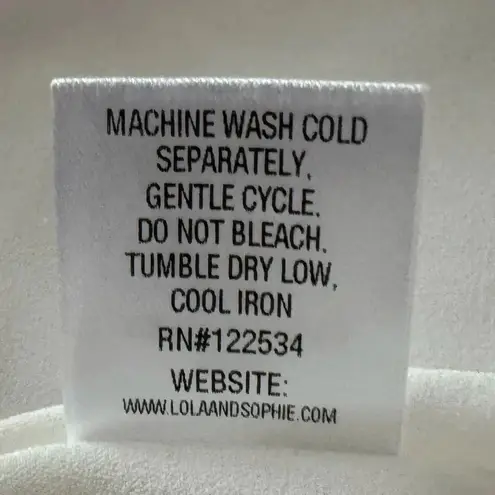 MACHINE WASH COLD
SEPARATELY,
GENTLE CYCLE.
DO NOT BLEACH.
TUMBLE DRY LOW,
COOL IRON
RN#122534
WEBSITE:
WWW.LOLAANDSOPHIE.COM